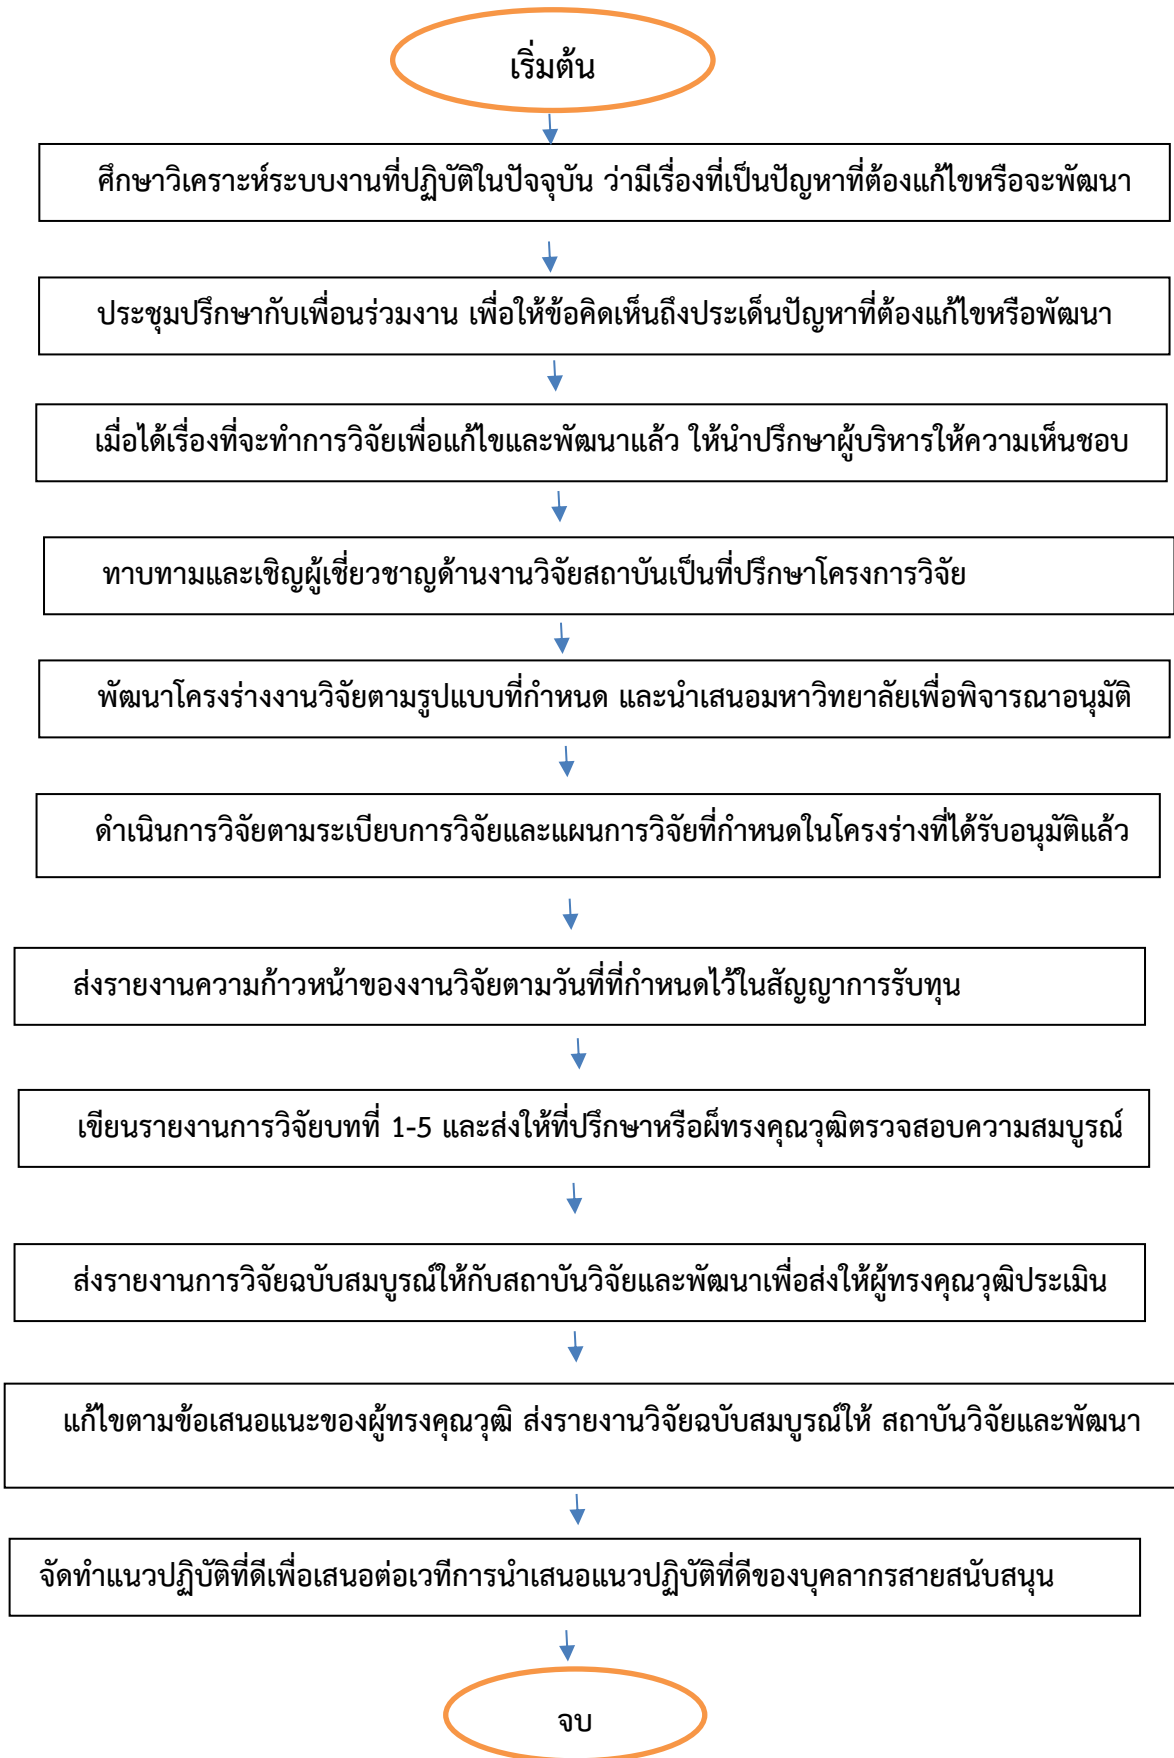 เริ่มต้น
ศึกษาวิเคราะห์ระบบงานที่ปฏิบัติในปัจจุบัน ว่ามีเรื่องที่เป็นปัญหาที่ต้องแก้ไขหรือจะพัฒนา
ประชุมปรึกษากับเพื่อนร่วมงาน เพื่อให้ข้อคิดเห็นถึงประเด็นปัญหาที่ต้องแก้ไขหรือพัฒนา
เมื่อได้เรื่องที่จะทำการวิจัยเพื่อแก้ไขและพัฒนาแล้ว ให้นำปรึกษาผู้บริหารให้ความเห็นชอบ
ทาบทามและเชิญผู้เชี่ยวชาญด้านงานวิจัยสถาบันเป็นที่ปรึกษาโครงการวิจัย
พัฒนาโครงร่างงานวิจัยตามรูปแบบที่กำหนด และนำเสนอมหาวิทยาลัยเพื่อพิจารณาอนุมัติ
ดำเนินการวิจัยตามระเบียบการวิจัยและแผนการวิจัยที่กำหนดในโครงร่างที่ได้รับอนุมัติแล้ว
ส่งรายงานความก้าวหน้าของงานวิจัยตามวันที่ที่กำหนดไว้ในสัญญาการรับทุน
เขียนรายงานการวิจัยบทที่ 1-5 และส่งให้ที่ปรึกษาหรือผ็ทรงคุณวุฒิตรวจสอบความสมบูรณ์
ส่งรายงานการวิจัยฉบับสมบูรณ์ให้กับสถาบันวิจัยและพัฒนาเพื่อส่งให้ผู้ทรงคุณวุฒิประเมิน
แก้ไขตามข้อเสนอแนะของผู้ทรงคุณวุฒิ ส่งรายงานวิจัยฉบับสมบูรณ์ให้ สถาบันวิจัยและพัฒนา
จัดทำแนวปฏิบัติที่ดีเพื่อเสนอต่อเวทีการนำเสนอแนวปฏิบัติที่ดีของบุคลากรสายสนับสนุน
จบ